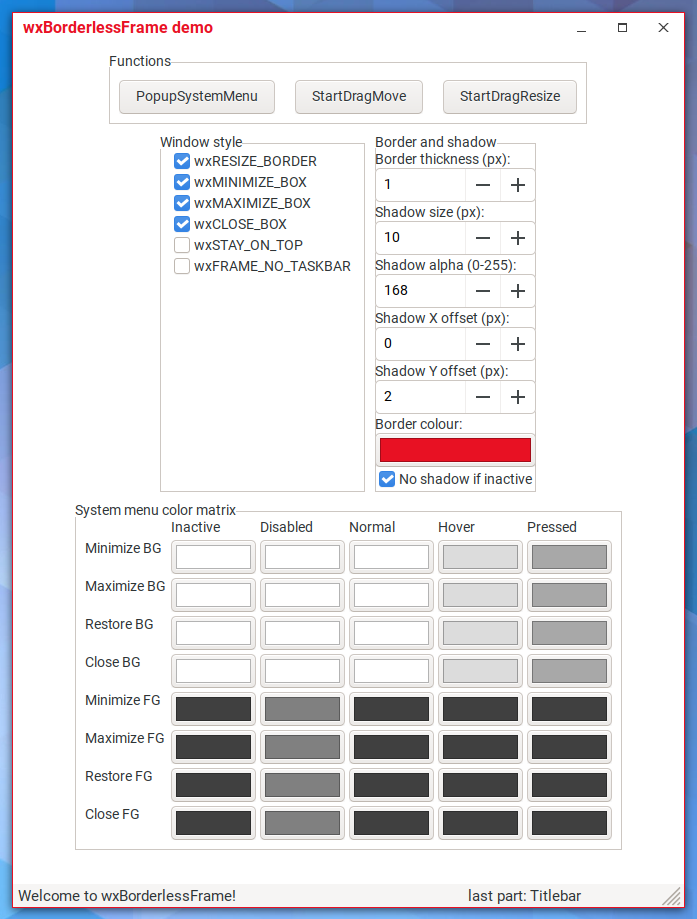 wxBorderlessFrame demo
Functions
PopupSystemMenu StartDragMove StartDragResize
Window style
wxRESIZE_BORDER
wxMINIMIZE_BOX
wxMAXIMIZE_BOX
wxCLOSE_BOX
wxSTAY_ON_TOP
wxFRAME_NO_TASKBAR
Border and shadow
Border thickness (px):
1
Shadow size (px):
10
Shadow alpha (0-255):
168
Shadow X offset (px):
0
Shadow Y offset (px):
2
Border colour:
No shadow if inactive
System menu color matrix
Inactive Disabled Normal Hover Pressed
Minimize BG
Maximize BG
Restore BG
Close BG
Minimize FG
Maximize FG
Restore FG
Close FG
Welcome to wxBorderlessFrame! last part: Titlebar